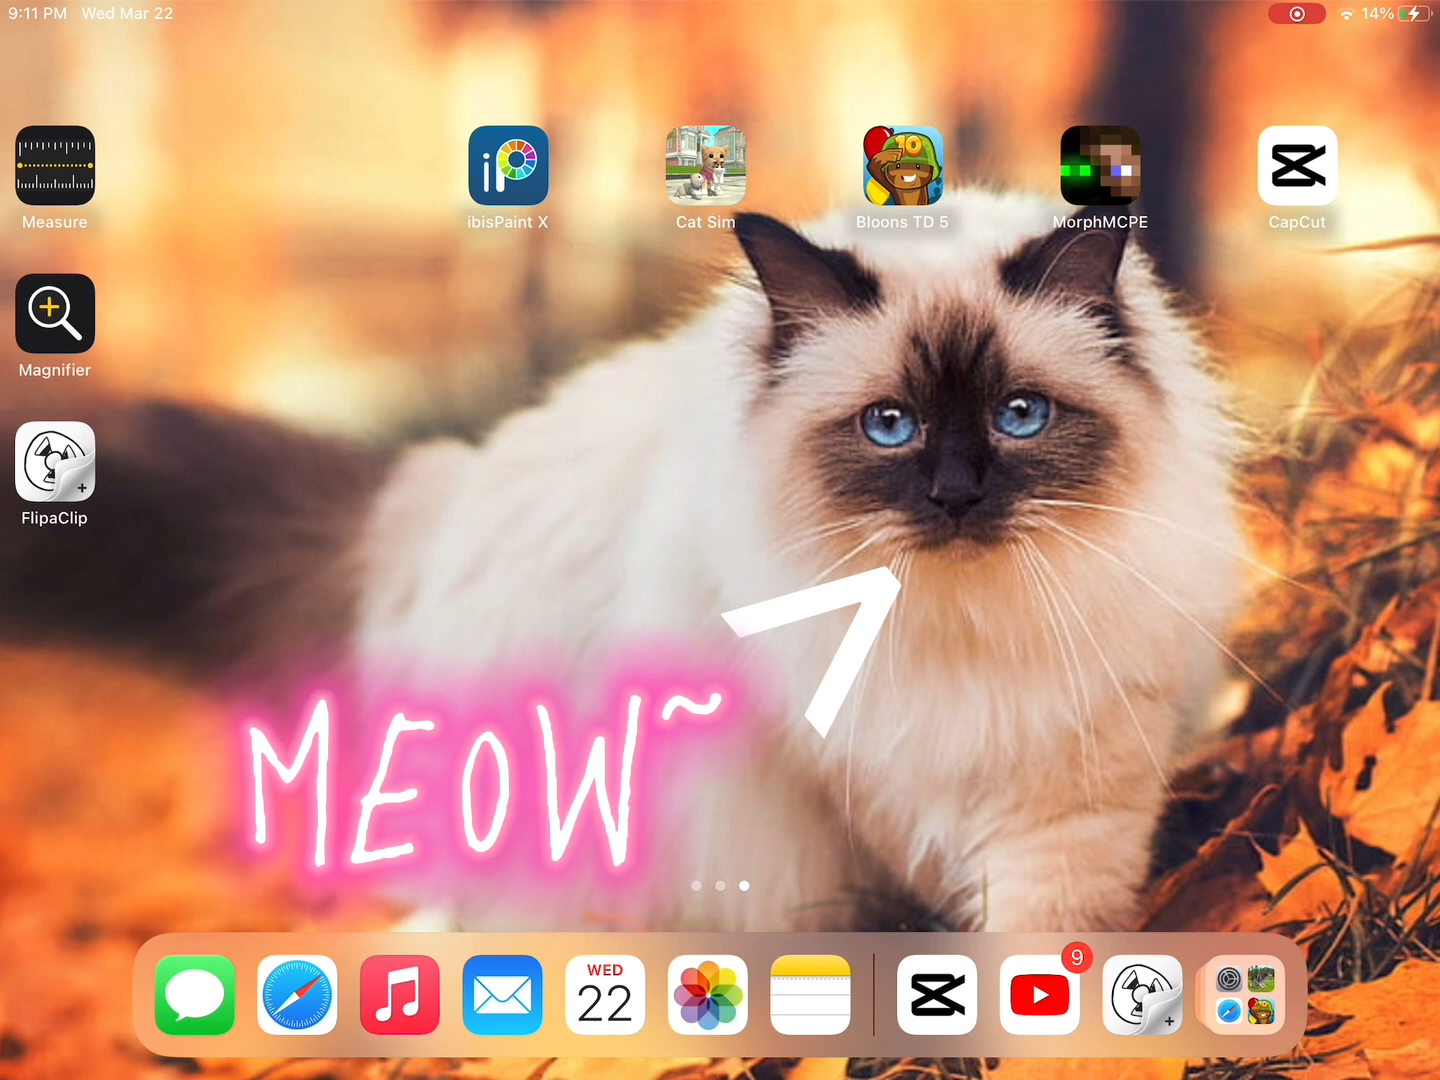 9:11 PM Wed Mar 22 14%
Measure
ibisPaint X
Cat Sim
Bloons TD 5
MorphMCPE
CapCut
Magnifier
FlipaClip
MEOW~
WED
22
9